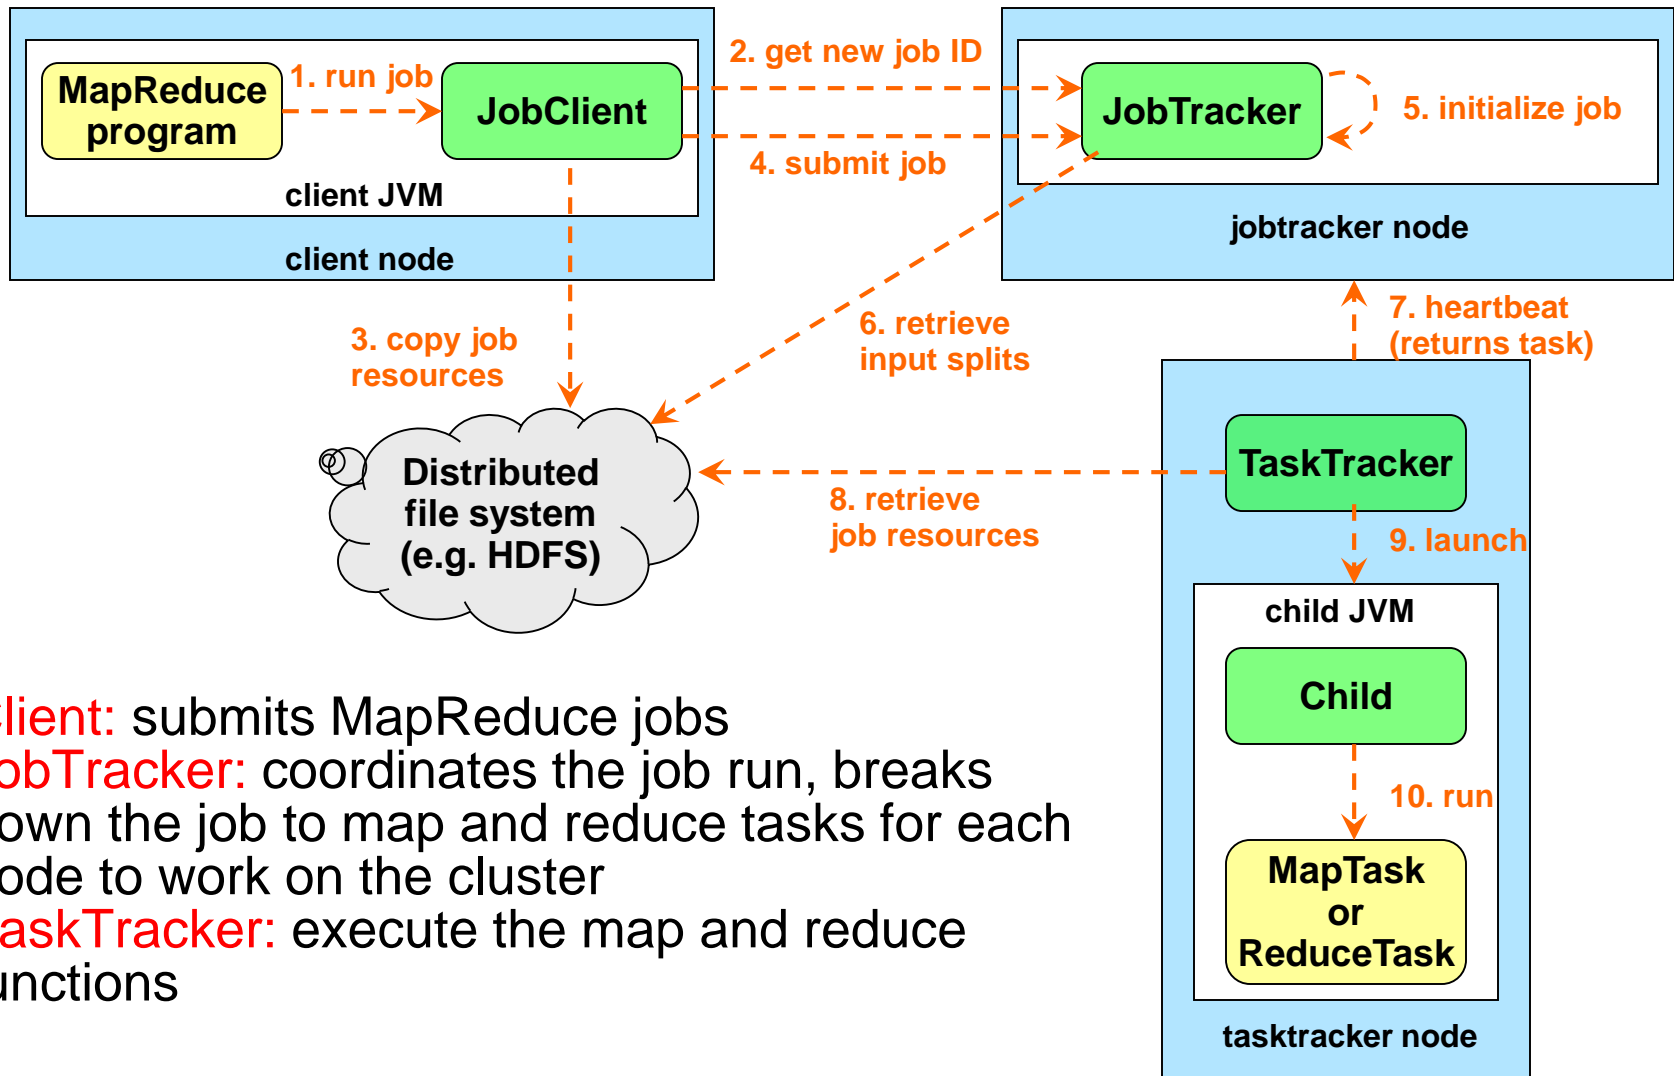 MapReduce
program
1. run job
JobClient
client JVM
client node
2. get new job ID
4. submit job
JobTracker
5. initialize job
jobtracker node
3. copy job
resources
6. retrieve
input splits
7. heartbeat
(returns task)
Distributed
file system
(e.g. HDFS)
8. retrieve
job resources
TaskTracker
9. launch
child JVM
Child
10. run
MapTask
or
ReduceTask
tasktracker node
lient: submits MapReduce jobs
obTracker: coordinates the job run, breaks
own the job to map and reduce tasks for each
ode to work on the cluster
askTracker: execute the map and reduce
unctions